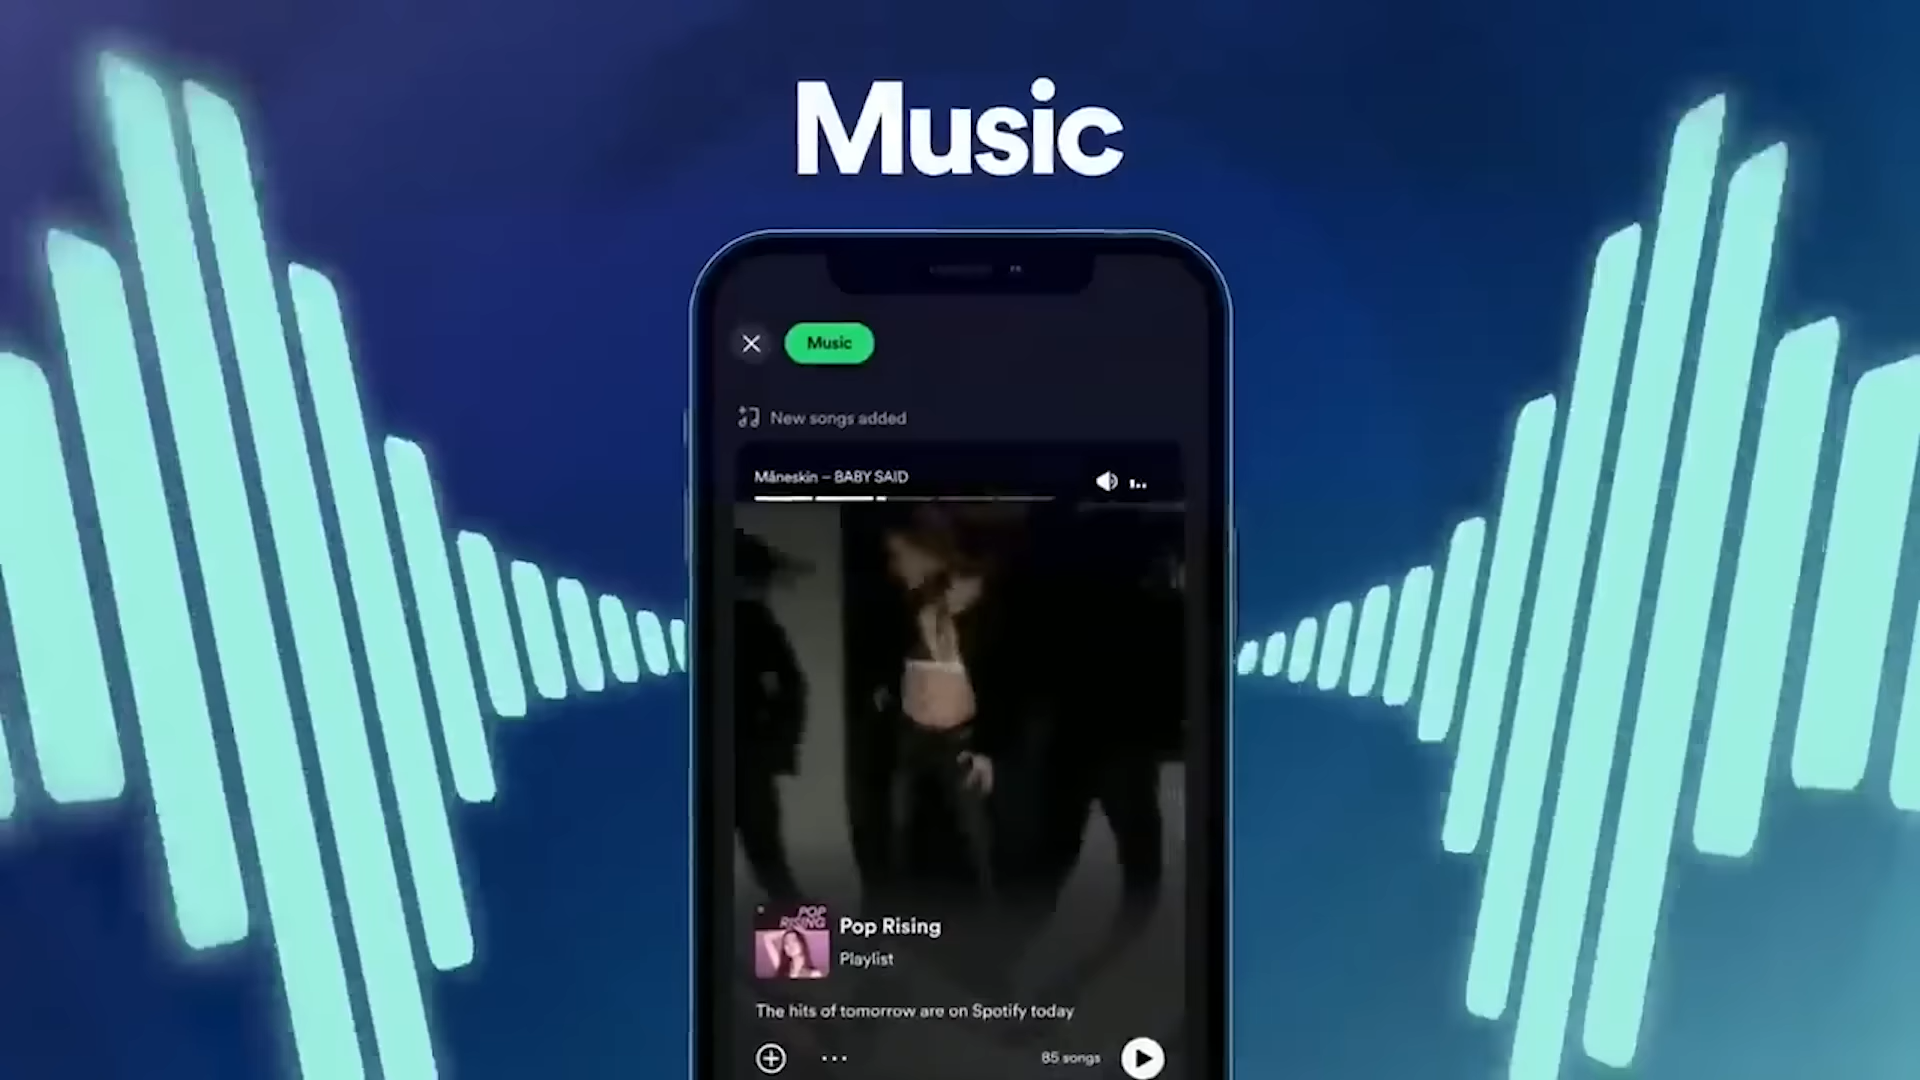 Music
Music
New songs added
Måneskin – BABY SAID
POP
RISING
Pop Rising
Playlist
The hits of tomorrow are on Spotify today
85 songs